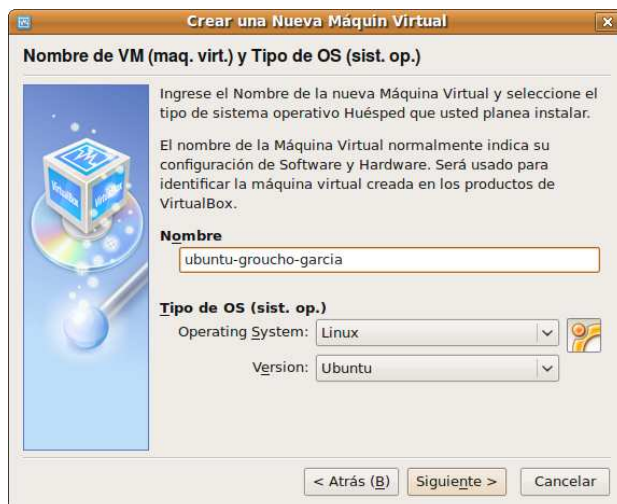 Crear una Nueva Máquin Virtual
Nombre de VM (maq. virt.) y Tipo de OS (sist. op.)
Ingrese el Nombre de la nueva Máquina Virtual y seleccione el
tipo de sistema operativo Huésped que usted planea instalar.
El nombre de la Máquina Virtual normalmente indica su
configuración de Software y Hardware. Será usado para
identificar la máquina virtual creada en los productos de
VirtualBox.
Nombre
ubuntu-groucho-garcia
Tipo de OS (sist. op.)
Operating System: Linux
Version: Ubuntu
VirtualBox
VirtualBox
< Atrás (B) Siguiente > Cancelar